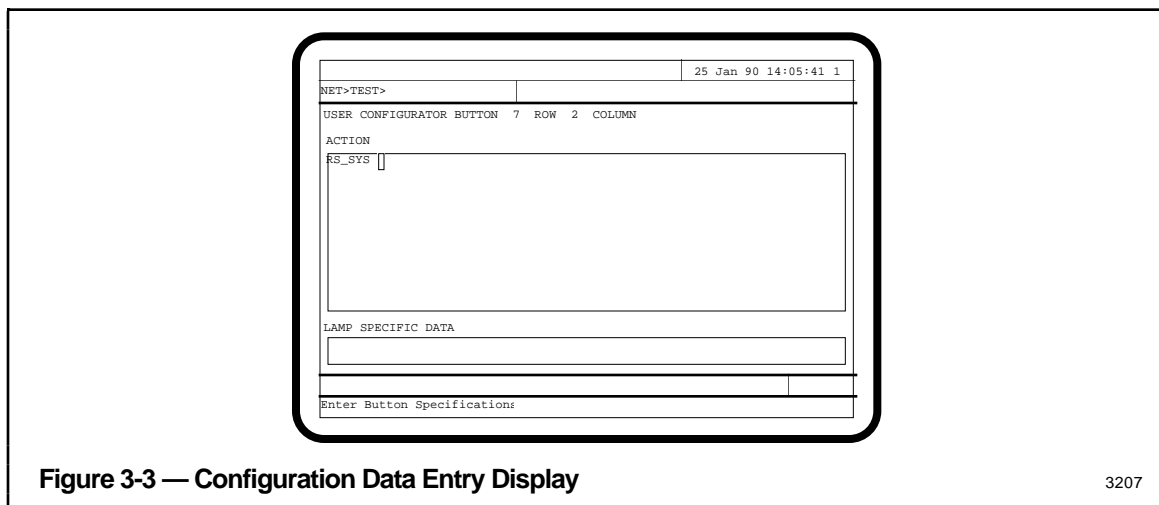 25 Jan 90 14:05:41 1
NET>TEST>
USER CONFIGURATOR BUTTON 7 ROW 2 COLUMN
ACTION
RS_SYS
LAMP SPECIFIC DATA
Enter Button Specifications
Figure 3-3 — Configuration Data Entry Display
3207